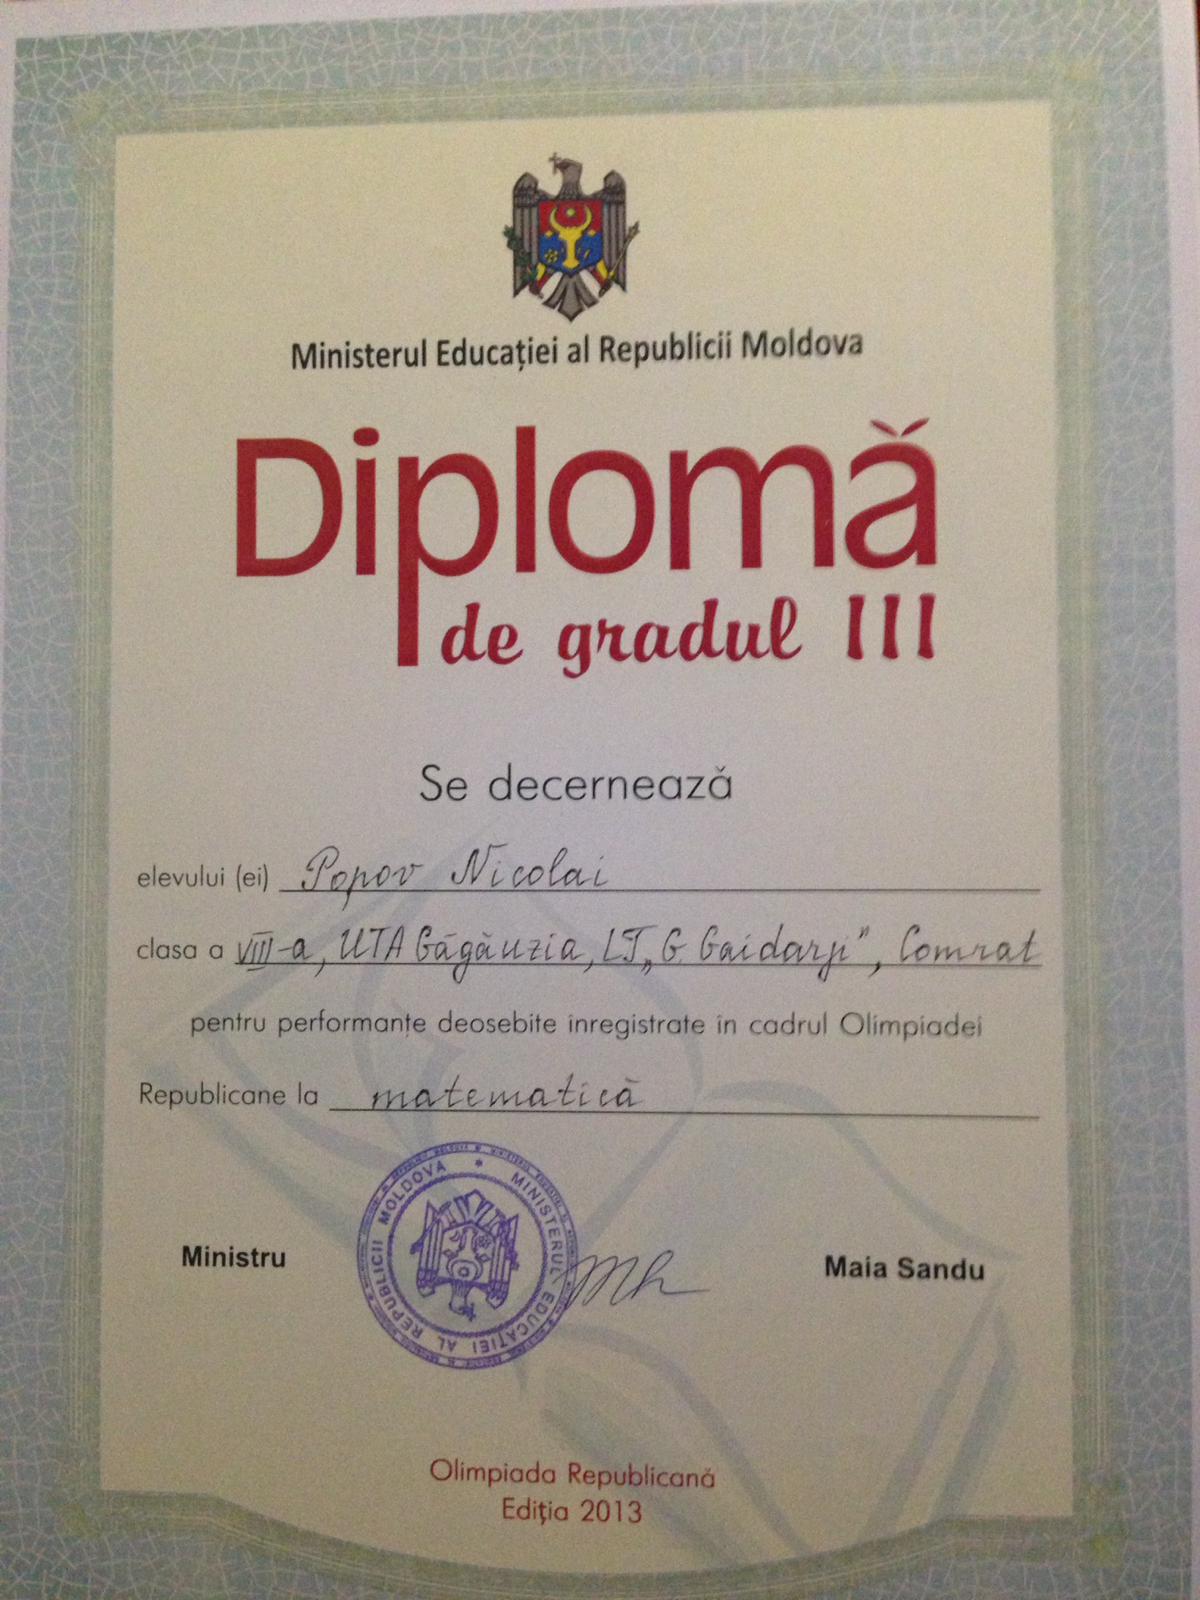 Ministerul Educației al Republicii Moldova
Diplomă
de gradul III
Se decernează
elevului (ei) Popov Nicolai
clasa a VIII-a, UTA Găgăuzia, LT „G. Gaidarji”, Comrat
pentru performanțe deosebite înregistrate în cadrul Olimpiadei
Republicane la matematică
MINISTERUL EDUCAȚIEI AL REPUBLICII MOLDOVA
Ministru
Maia Sandu
Olimpiada Republicană
Ediția 2013